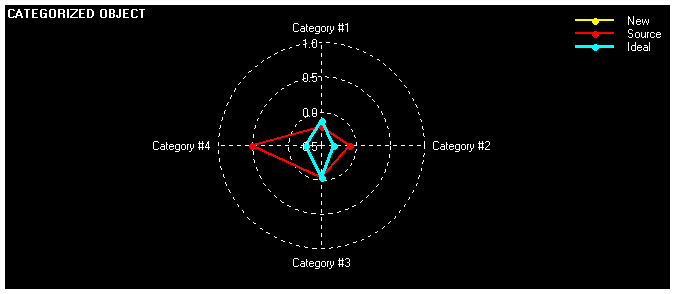 CATEGORIZED OBJECT
New
Source
Ideal
Category #1
1.0
0.5
0.0
Category #4
-0.5
Category #2
Category #3